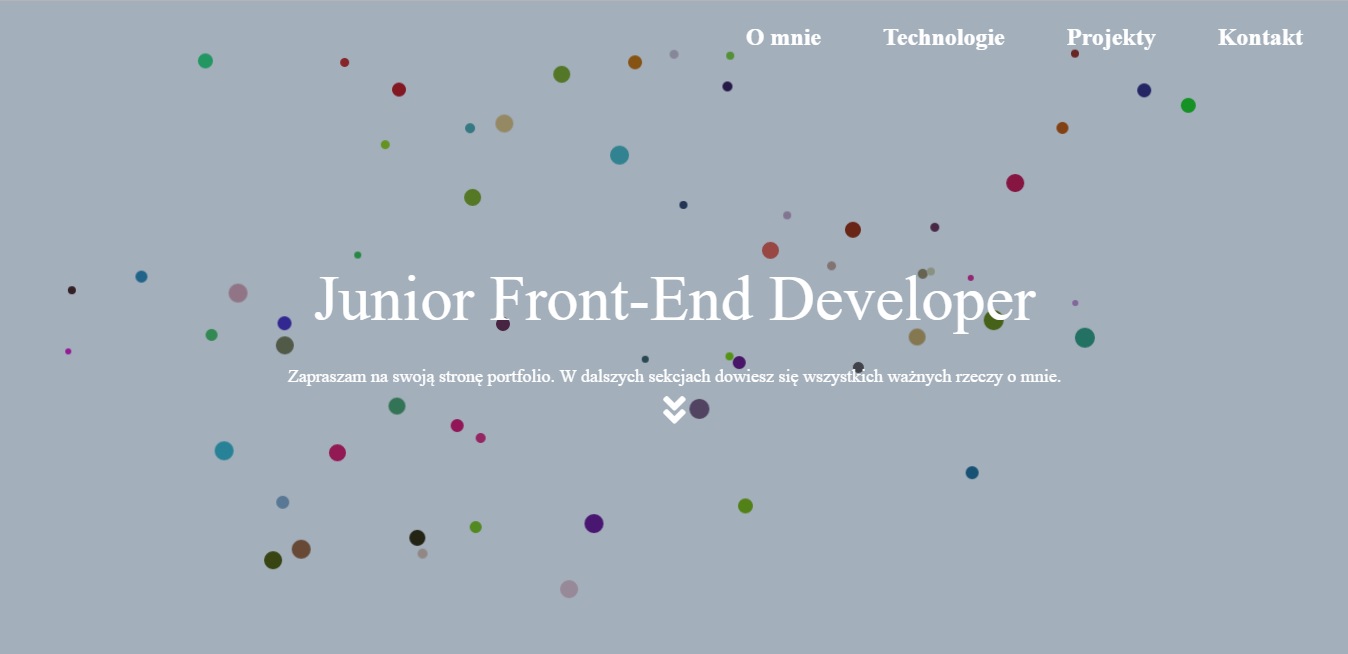 O mnie Technologie Projekty Kontakt
Junior Front-End Developer
Zapraszam na swoją stronę portfolio. W dalszych sekcjach dowiesz się wszystkich ważnych rzeczy o mnie.